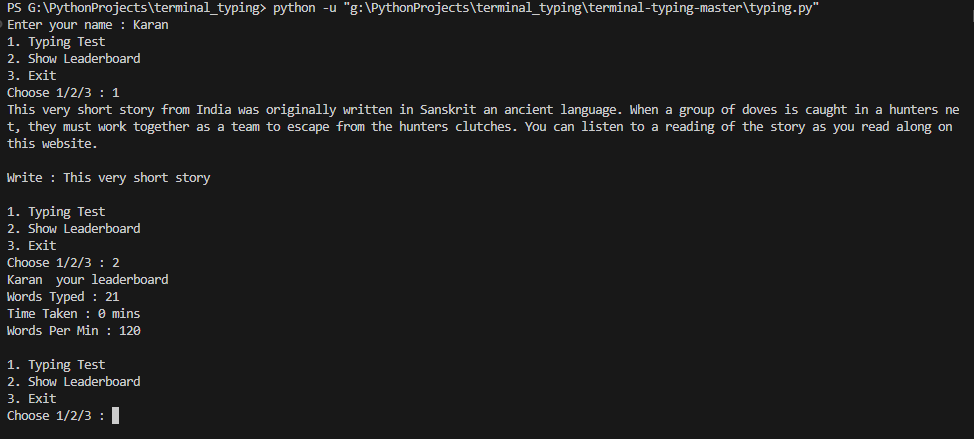 PS G:\PythonProjects\terminal_typing> python -u "g:\PythonProjects\terminal_typing\terminal-typing-master\typing.py"
Enter your name : Karan
1. Typing Test
2. Show Leaderboard
3. Exit
Choose 1/2/3 : 1
This very short story from India was originally written in Sanskrit an ancient language. When a group of doves is caught in a hunters ne
t, they must work together as a team to escape from the hunters clutches. You can listen to a reading of the story as you read along on
this website.
Write : This very short story
1. Typing Test
2. Show Leaderboard
3. Exit
Choose 1/2/3 : 2
Karan  your leaderboard
Words Typed : 21
Time Taken : 0 mins
Words Per Min : 120
1. Typing Test
2. Show Leaderboard
3. Exit
Choose 1/2/3 :